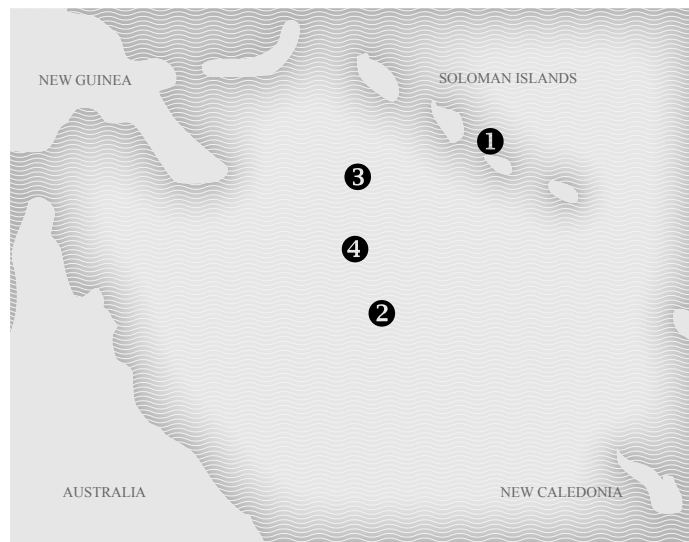 NEW GUINEA
SOLOMAN ISLANDS
1
3
4
2
AUSTRALIA
NEW CALEDONIA